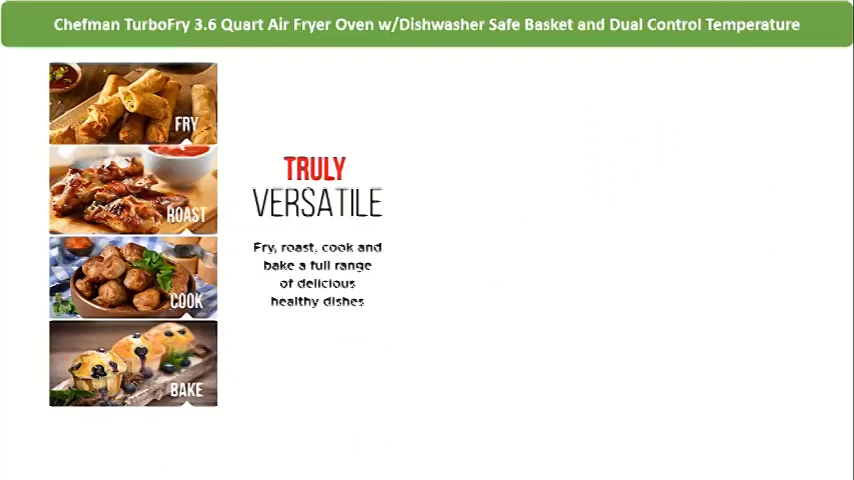 Chefman TurboFry 3.6 Quart Air Fryer Oven w/Dishwasher Safe Basket and Dual Control Temperature
FRY
ROAST
COOK
BAKE
TRULY
VERSATILE
Fry, roast, cook and
bake a full range
of delicious
healthy dishes